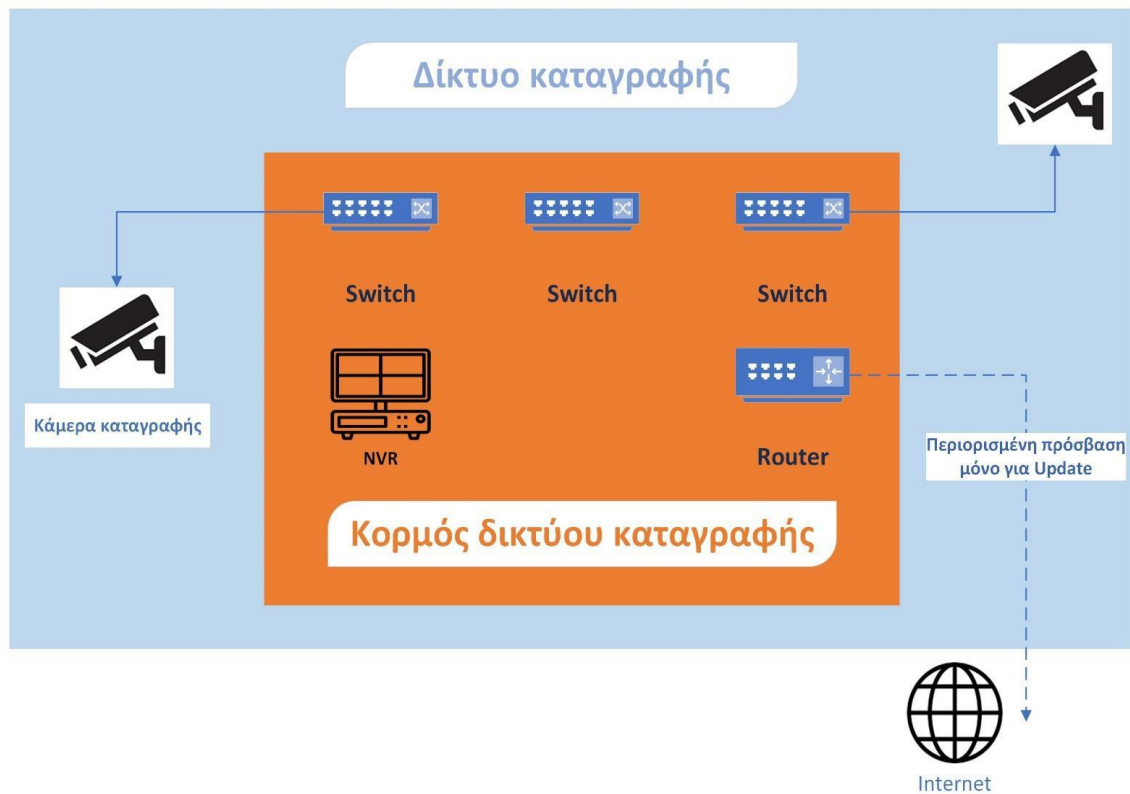 Δίκτυο καταγραφής
Switch
Switch
Switch
Κάμερα καταγραφής
NVR
Router
Περιορισμένη πρόσβαση
μόνο για Update
Κορμός δικτύου καταγραφής
Internet